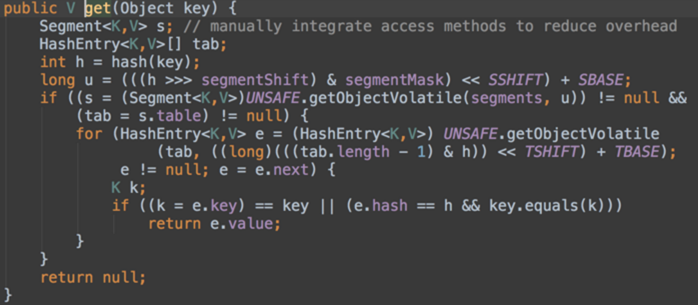 public V get(Object key) {
    Segment<K,V> s; // manually integrate access methods to reduce overhead
    HashEntry<K,V>[] tab;
    int h = hash(key);
    long u = (((h >>> segmentShift) & segmentMask) << SSHIFT) + SBASE;
    if ((s = (Segment<K,V>)UNSAFE.getObjectVolatile(segments, u)) != null &&
        (tab = s.table) != null) {
        for (HashEntry<K,V> e = (HashEntry<K,V>) UNSAFE.getObjectVolatile
                 (tab, ((long)(((tab.length - 1) & h)) << TSHIFT) + TBASE);
             e != null; e = e.next) {
            K k;
            if ((k = e.key) == key || (e.hash == h && key.equals(k)))
                return e.value;
        }
    }
    return null;
}